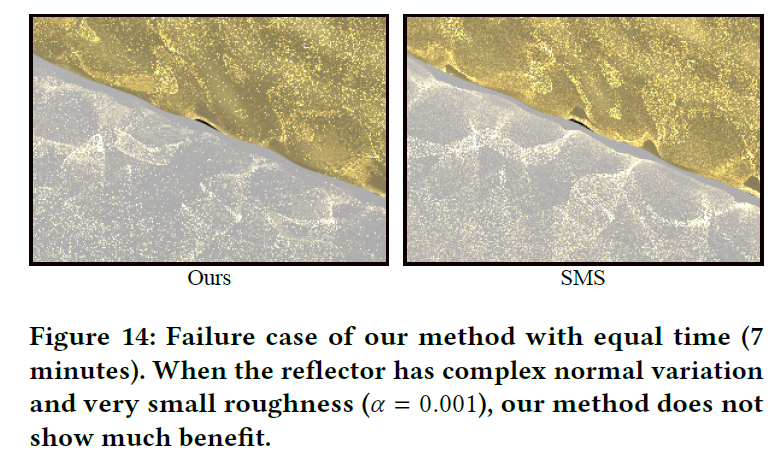 Ours
SMS
Figure 14: Failure case of our method with equal time (7
minutes). When the reflector has complex normal variation
and very small roughness (α = 0.001), our method does not
show much benefit.